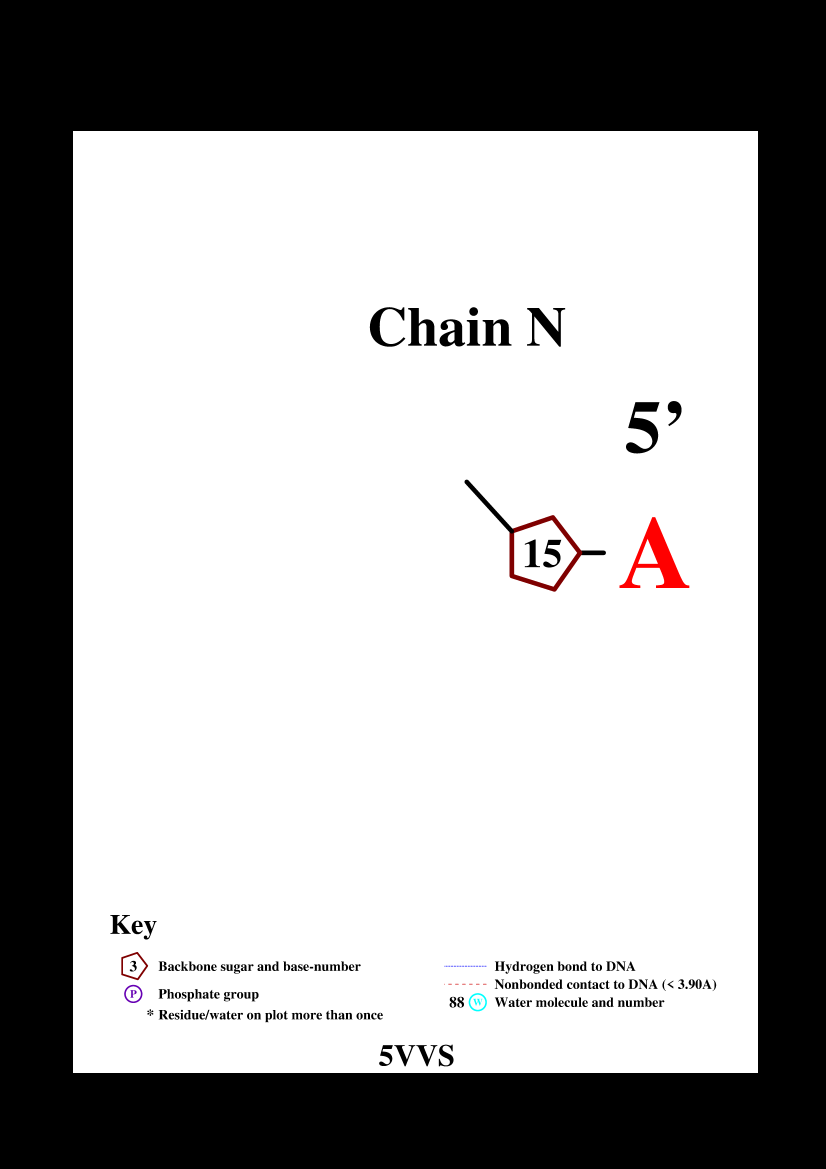 Chain N
5’
15
A
Key
3 Backbone sugar and base-number
P Phosphate group
* Residue/water on plot more than once
Hydrogen bond to DNA
Nonbonded contact to DNA (< 3.90A)
88 W Water molecule and number
5VVS